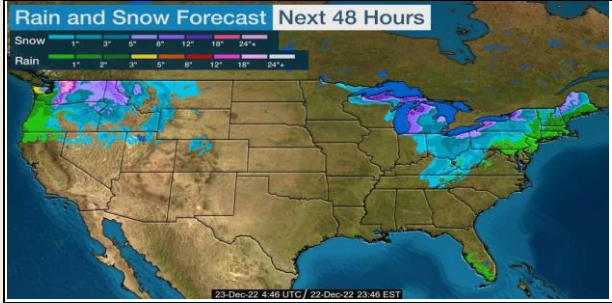 Rain and Snow Forecast Next 48 Hours
Snow 1" 3" 5" 8" 12" 18" 24"+
Rain 1" 2" 3" 5" 8" 12" 18" 24"+
23-Dec-22 4:46 UTC / 22-Dec-22 23:46 EST